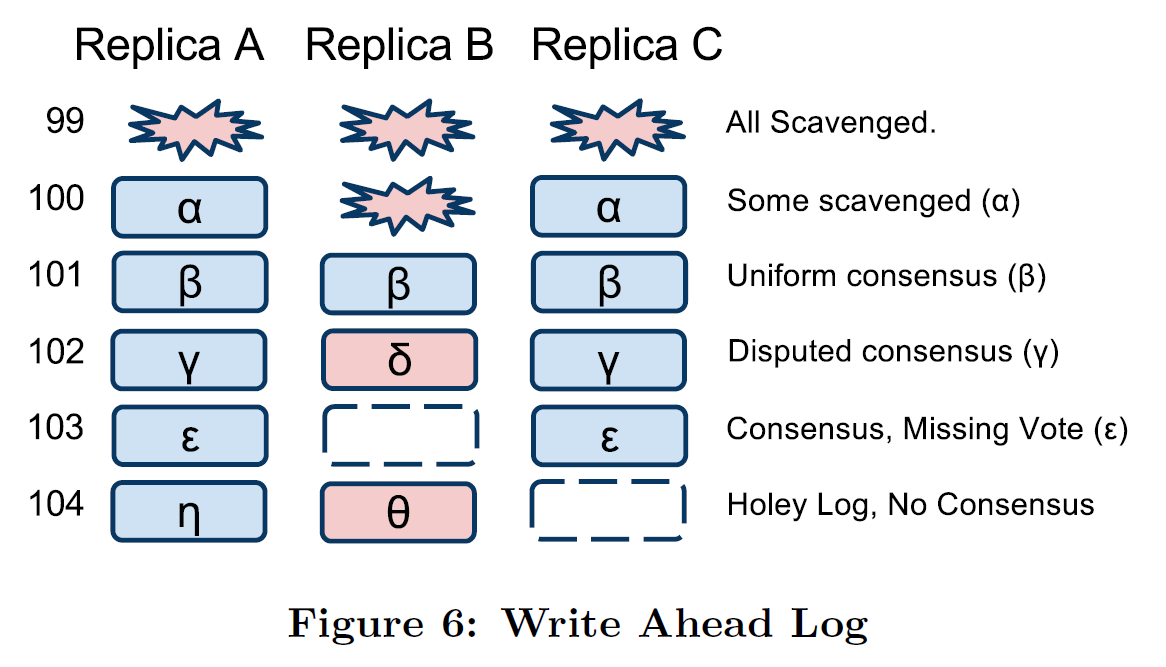 Replica A Replica B Replica C
99 All Scavenged.
100 α α Some scavenged (α)
101 β β β Uniform consensus (β)
102 γ δ γ Disputed consensus (γ)
103 ε ε Consensus, Missing Vote (ε)
104 η θ Holey Log, No Consensus
Figure 6: Write Ahead Log